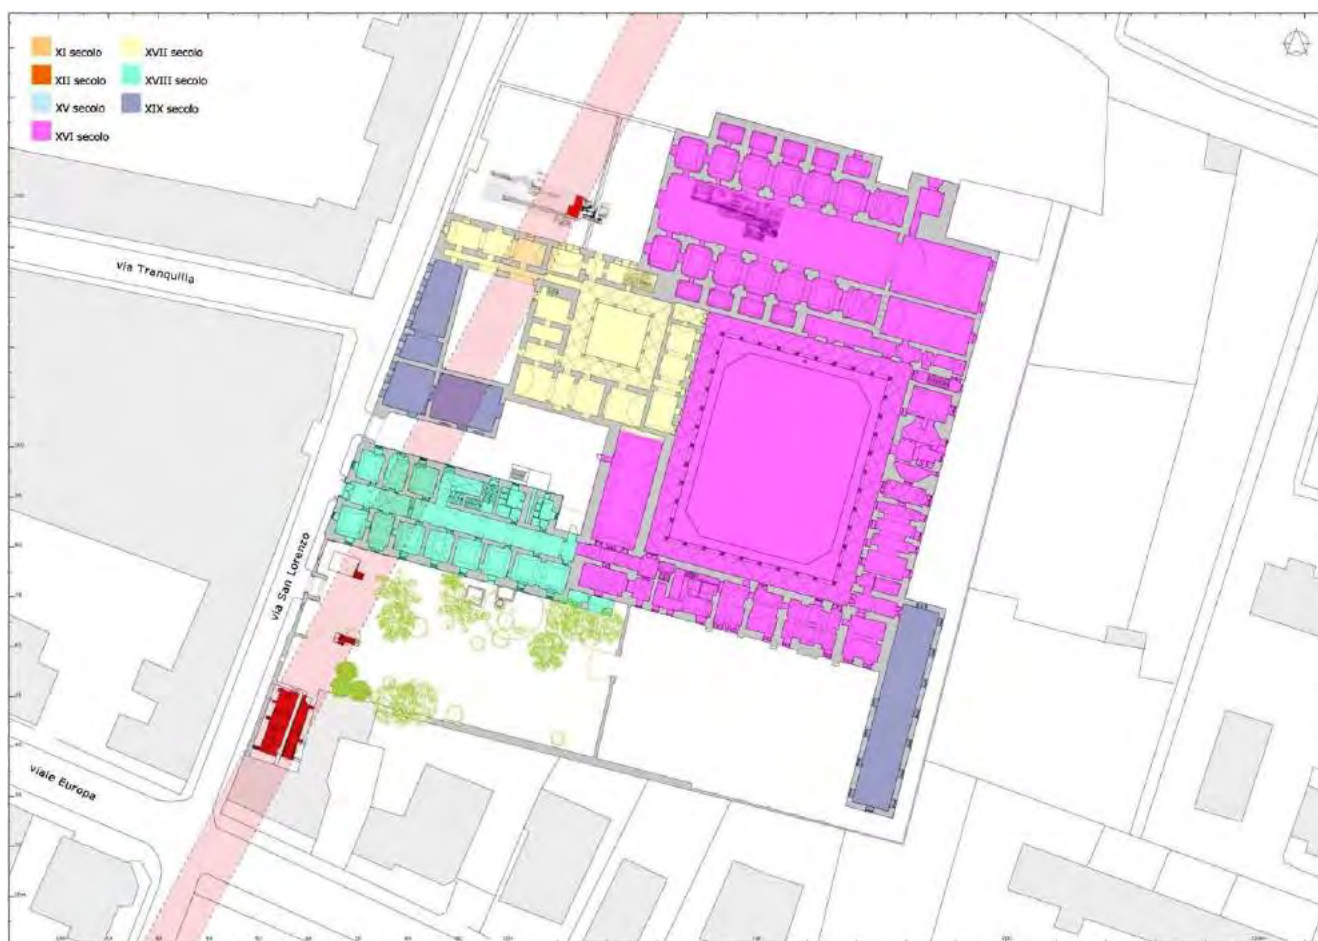 XI secolo
XII secolo
XV secolo
XVI secolo
XVII secolo
XVIII secolo
XIX secolo
via Tranquilla
via San Lorenzo
viale Europa